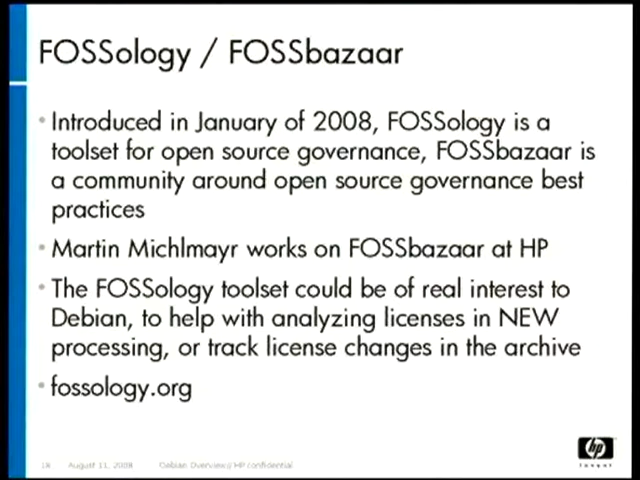 FOSSology / FOSSbazaar
• Introduced in January of 2008, FOSSology is a
toolset for open source governance, FOSSbazaar is
a community around open source governance best
practices
• Martin Michlmayr works on FOSSbazaar at HP
• The FOSSology toolset could be of real interest to
Debian, to help with analyzing licenses in NEW
processing, or track license changes in the archive
• fossology.org
August 11, 2008 Debian Overview// HP confidential
hp
invent